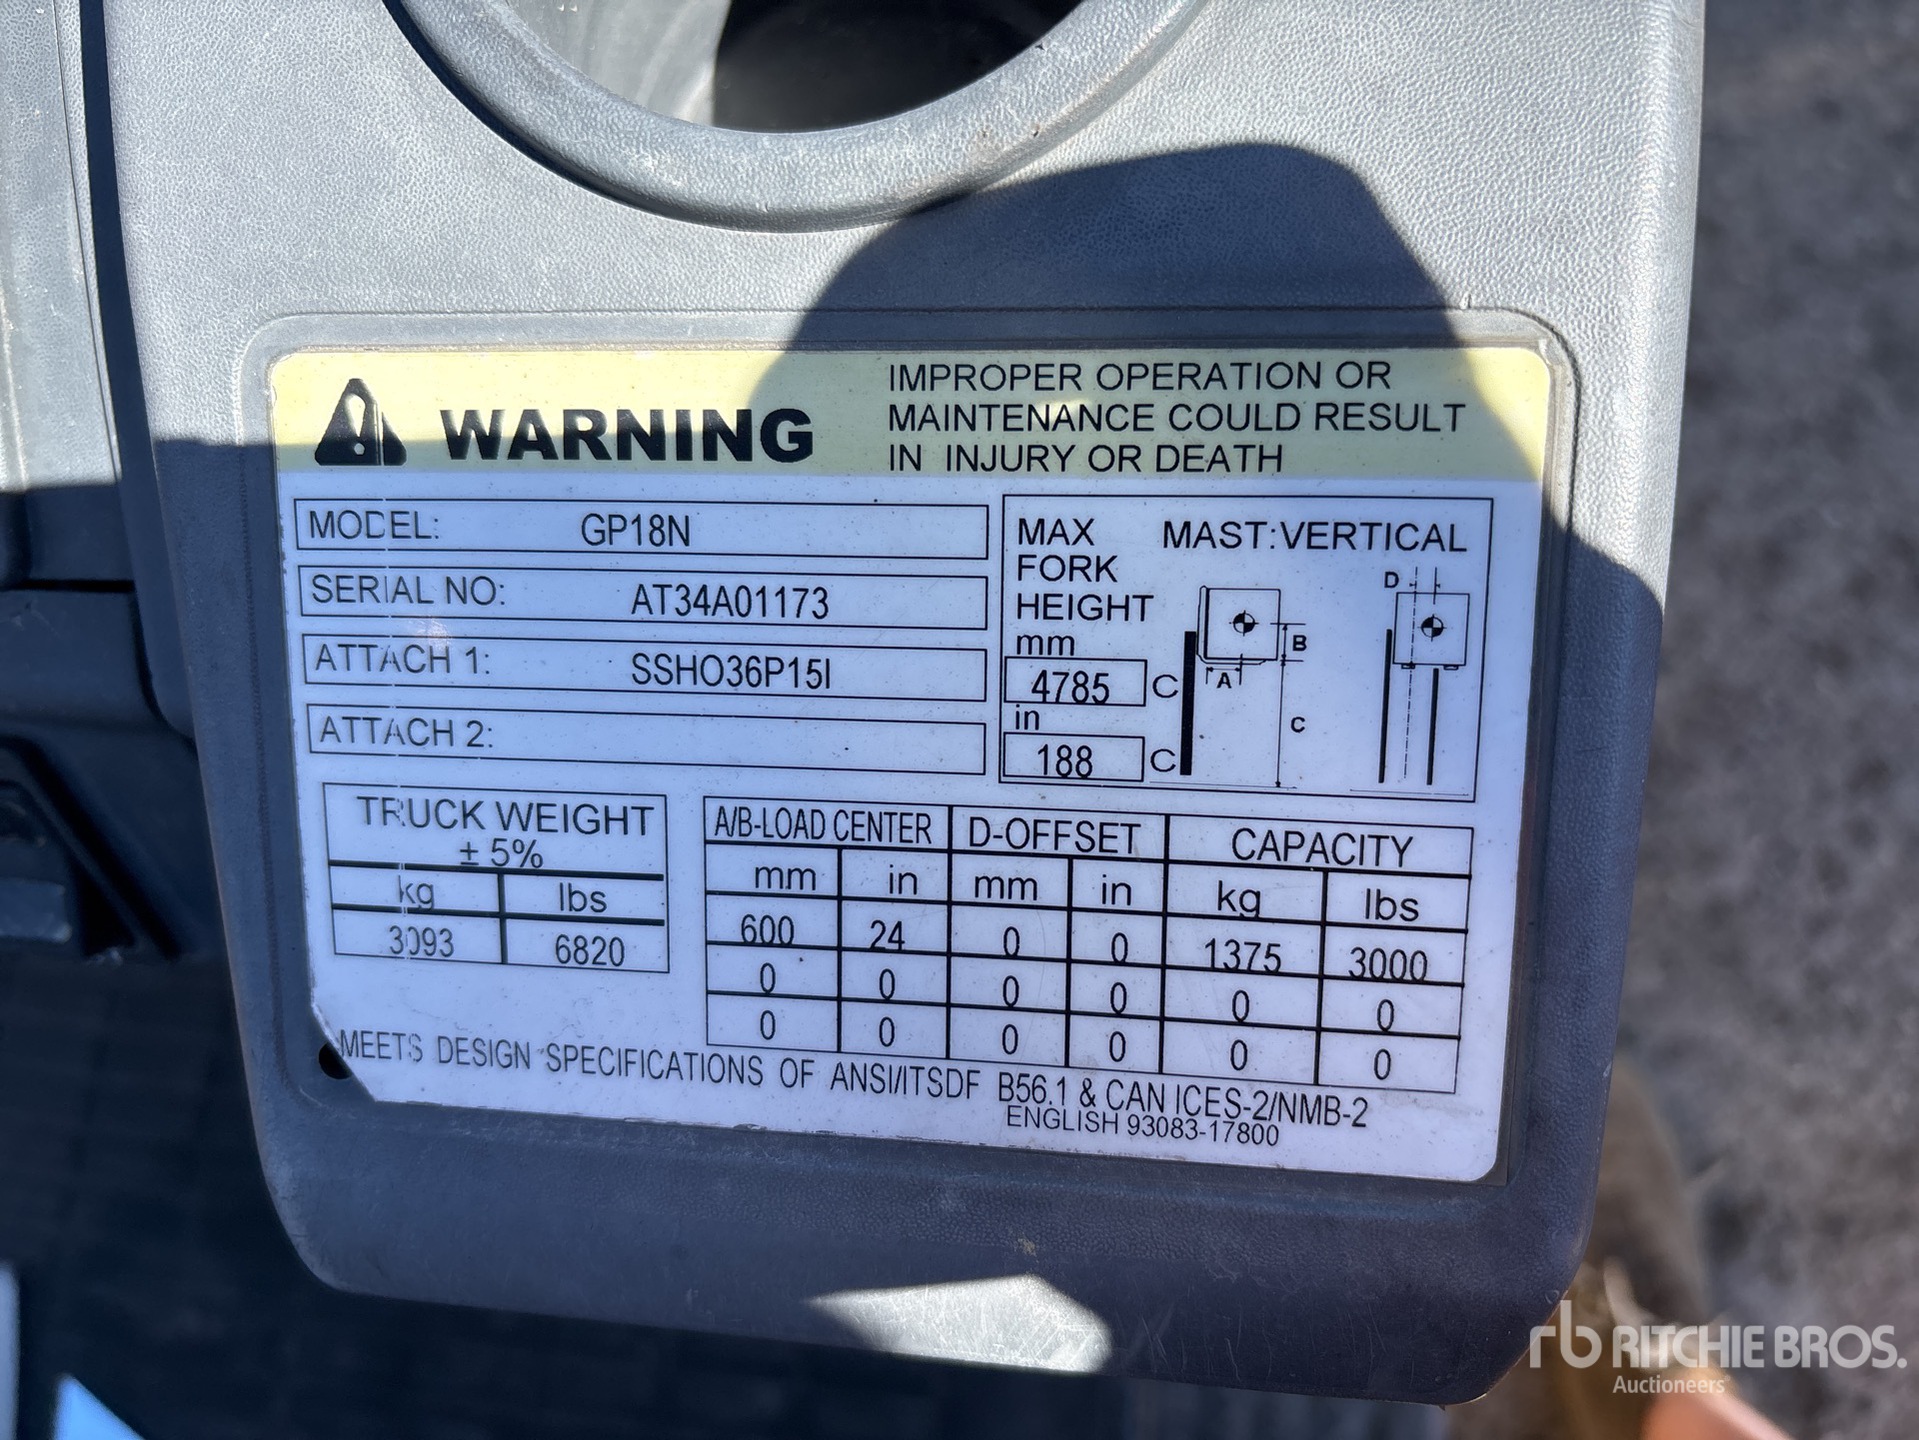 WARNING
IMPROPER OPERATION OR
MAINTENANCE COULD RESULT
IN INJURY OR DEATH
MODEL: GP18N
SERIAL NO: AT34A01173
ATTACH 1: SSHO36P15I
ATTACH 2:
MAX FORK HEIGHT
MAST:VERTICAL
mm
4785 C
in
188 C
A
B
C
D
TRUCK WEIGHT
± 5%
kg lbs
3093 6820
A/B-LOAD CENTER D-OFFSET CAPACITY
mm in mm in kg lbs
600 24 0 0 1375 3000
0 0 0 0 0 0
0 0 0 0 0 0
MEETS DESIGN SPECIFICATIONS OF ANSI/ITSDF B56.1 & CAN ICES-2/NMB-2
ENGLISH 93083-17800
rb RITCHIE BROS.
Auctioneers